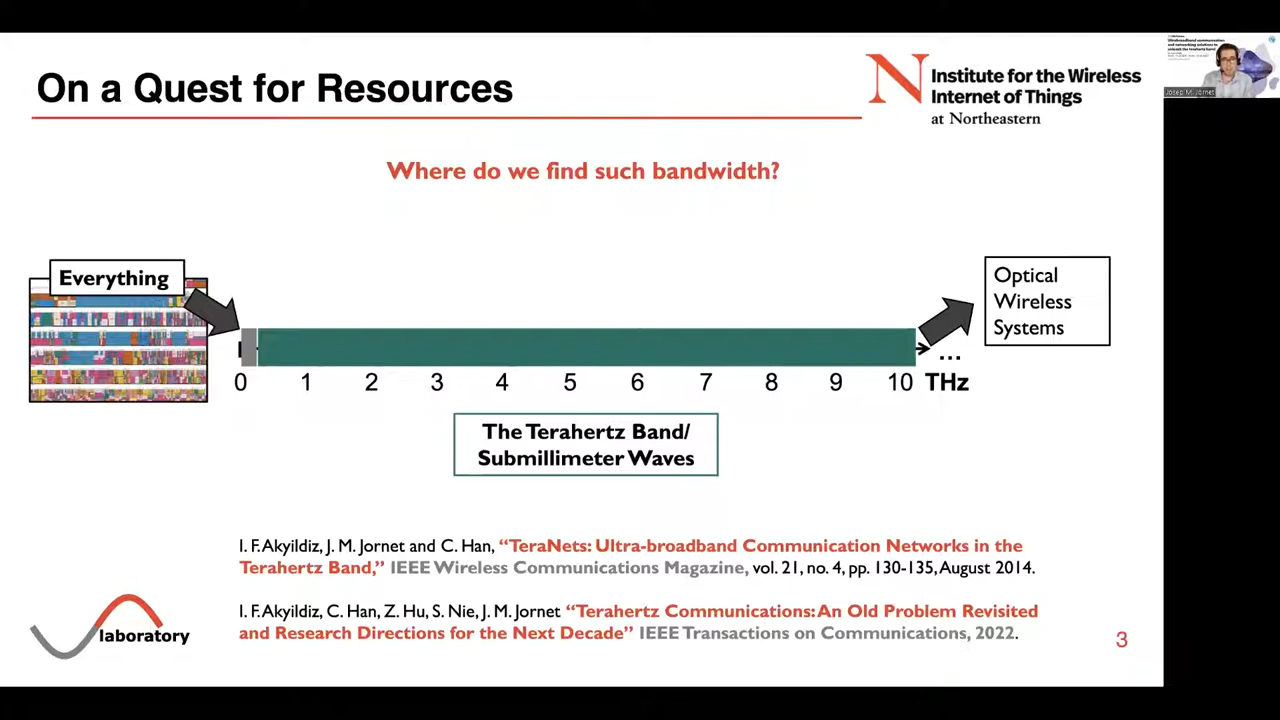 On a Quest for Resources
Institute for the Wireless
Internet of Things
at Northeastern
Josep M. Jornet
Where do we find such bandwidth?
Everything
Optical
Wireless
Systems
...
0 1 2 3 4 5 6 7 8 9 10 THz
The Terahertz Band/
Submillimeter Waves
I. F. Akyildiz, J. M. Jornet and C. Han, “TeraNets: Ultra-broadband Communication Networks in the
Terahertz Band,” IEEE Wireless Communications Magazine, vol. 21, no. 4, pp. 130-135, August 2014.
I. F. Akyildiz, C. Han, Z. Hu, S. Nie, J. M. Jornet “Terahertz Communications: An Old Problem Revisited
and Research Directions for the Next Decade” IEEE Transactions on Communications, 2022.
laboratory
3